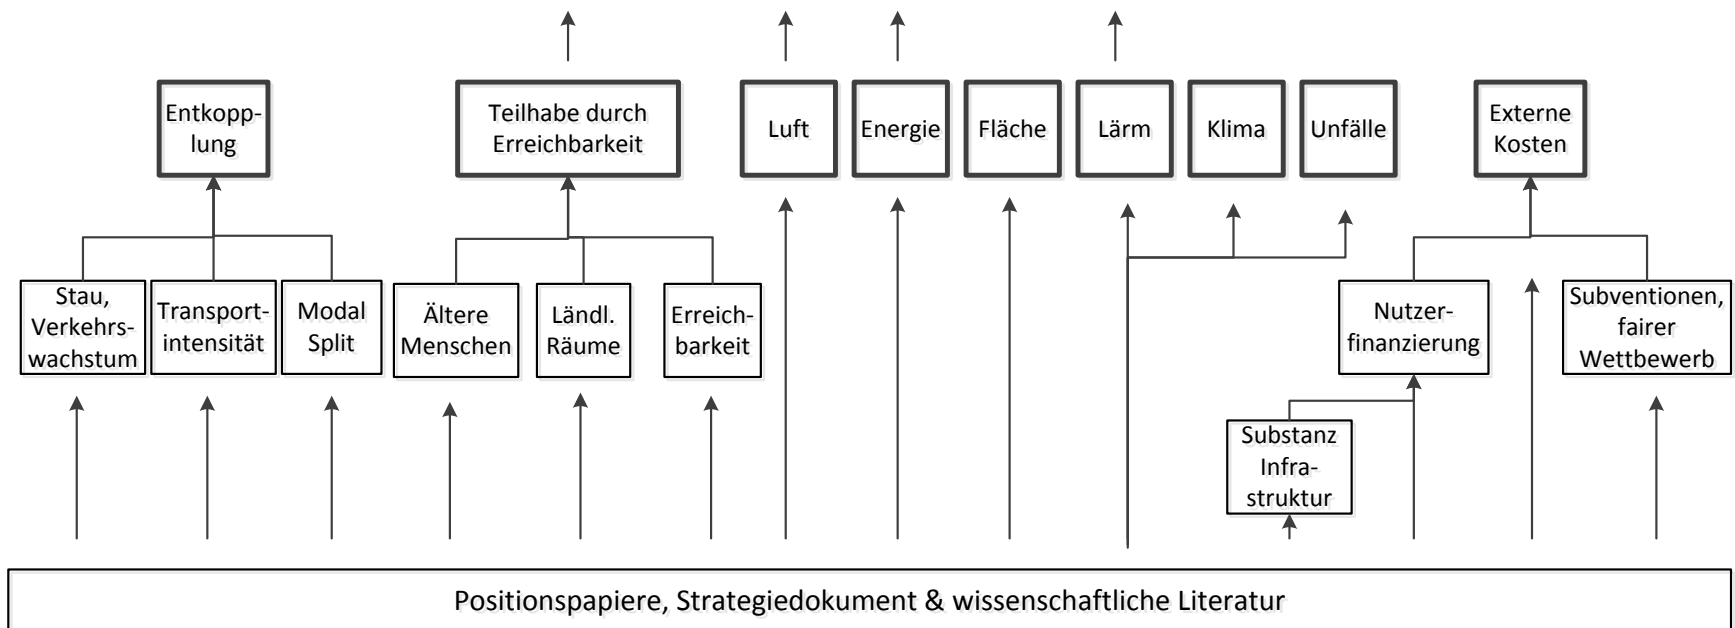 Entkopp-
lung
Teilhabe durch
Erreichbarkeit
Luft
Energie
Fläche
Lärm
Klima
Unfälle
Externe
Kosten
Stau,
Verkehrs-
wachstum
Transport-
intensität
Modal
Split
Ältere
Menschen
Ländl.
Räume
Erreich-
barkeit
Nutzer-
finanzierung
Subventionen,
fairer
Wettbewerb
Substanz
Infra-
struktur
Positionspapiere, Strategiedokument & wissenschaftliche Literatur